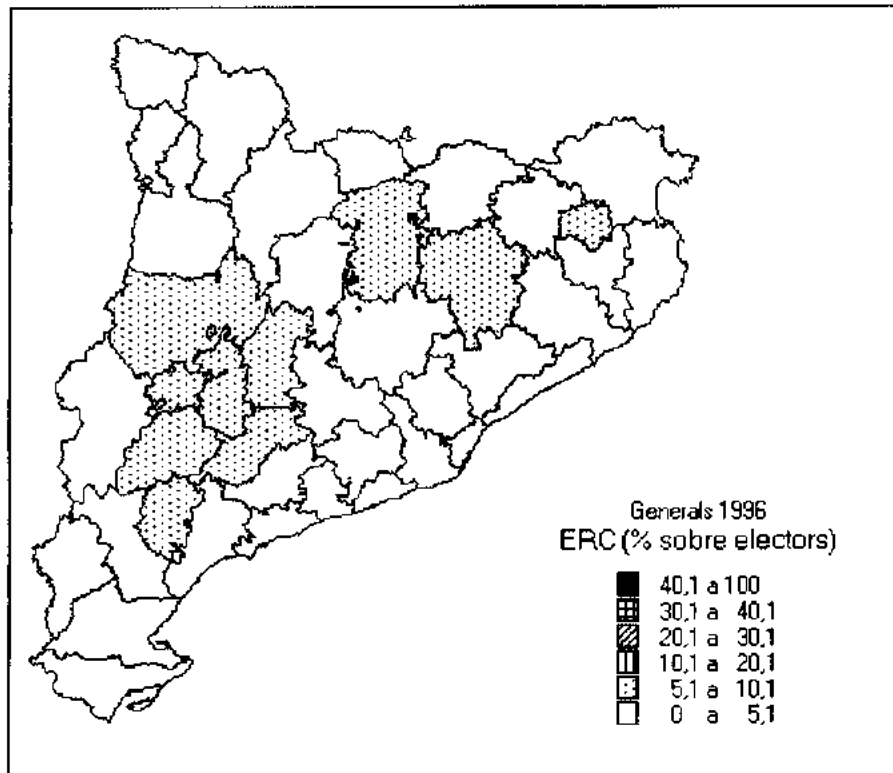 Generals 1996
ERC (% sobre electors)
40,1 a 100
30,1 a 40,1
20,1 a 30,1
10,1 a 20,1
5,1 a 10,1
0 a 5,1